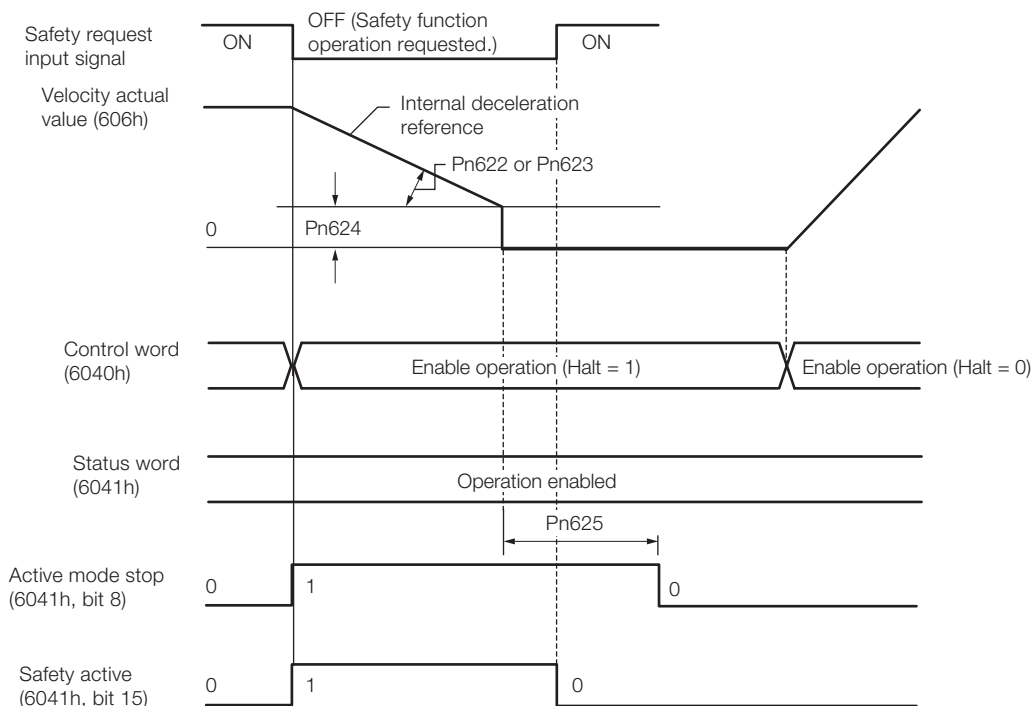 Safety request
input signal
ON
OFF (Safety function
operation requested.)
ON
Velocity actual
value (606h)
Internal deceleration
reference
Pn622 or Pn623
0
Pn624
Control word
(6040h)
Enable operation (Halt = 1)
Enable operation (Halt = 0)
Status word
(6041h)
Operation enabled
Pn625
Active mode stop
(6041h, bit 8)
0
1
0
Safety active
(6041h, bit 15)
0
1
0